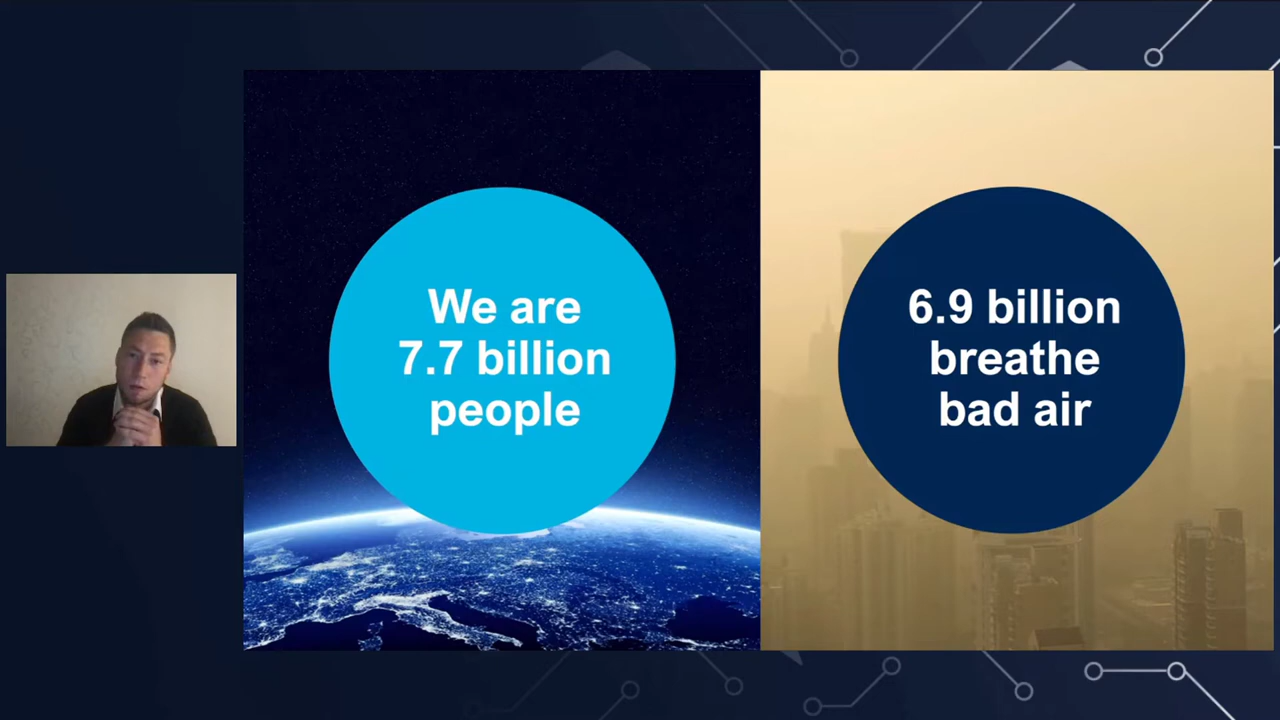 We are
7.7 billion
people
6.9 billion
breathe
bad air